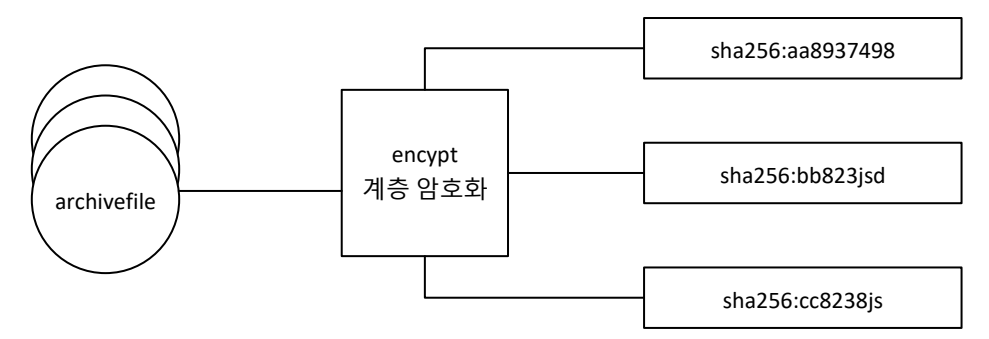 archivefile
encypt
계층 암호화
sha256:aa8937498
sha256:bb823jsd
sha256:cc8238js